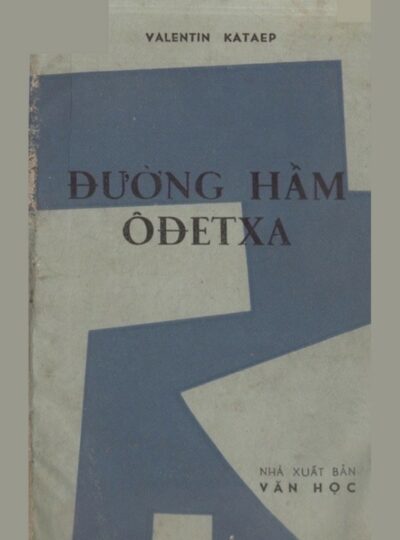 VALENTIN KATAEP
ĐƯỜNG HẦM
ÔĐETXA
NHÀ XUẤT BẢN
VĂN HỌC